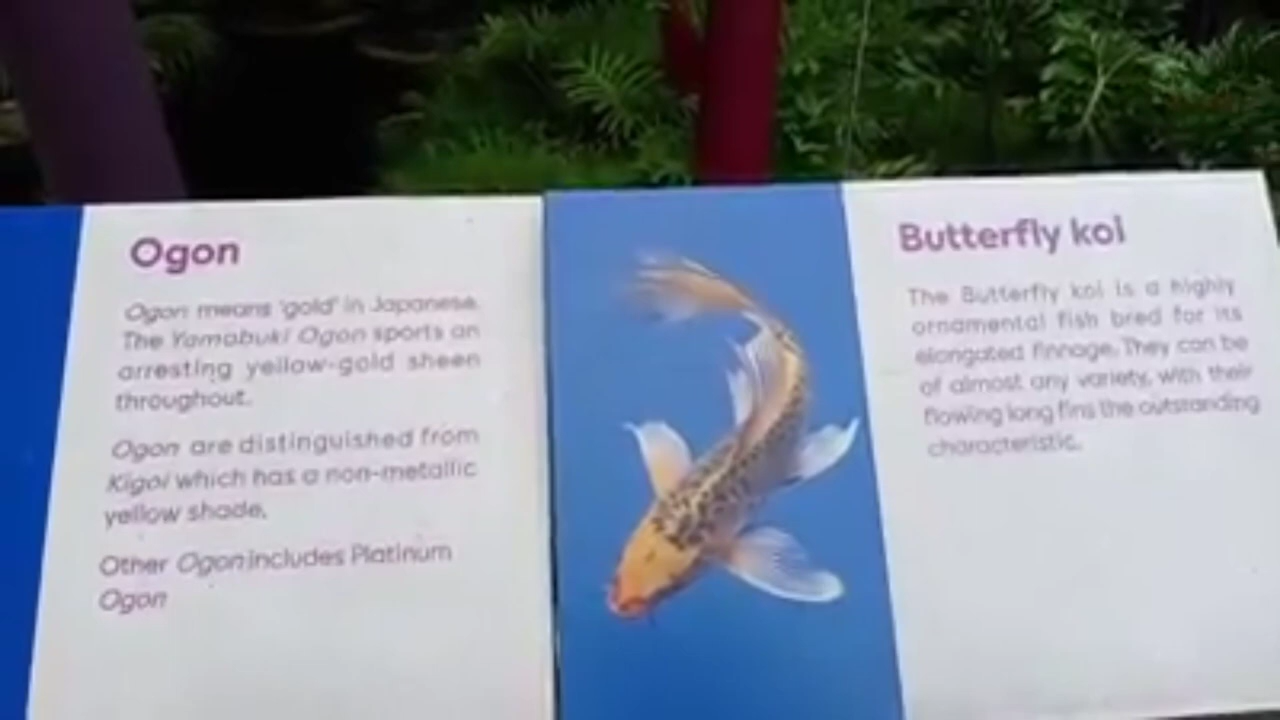 Ogon
Ogon means 'gold' in Japanese.
The Yamabuki Ogon sports an
arresting yellow-gold sheen
throughout.
Ogon are distinguished from
Kigoi which has a non-metallic
yellow shade.
Other Ogon includes Platinum
Ogon
Butterfly koi
The Butterfly koi is a highly
ornamental fish bred for its
elongated finnage. They can be
of almost any variety, with their
flowing long fins the outstanding
characteristic.